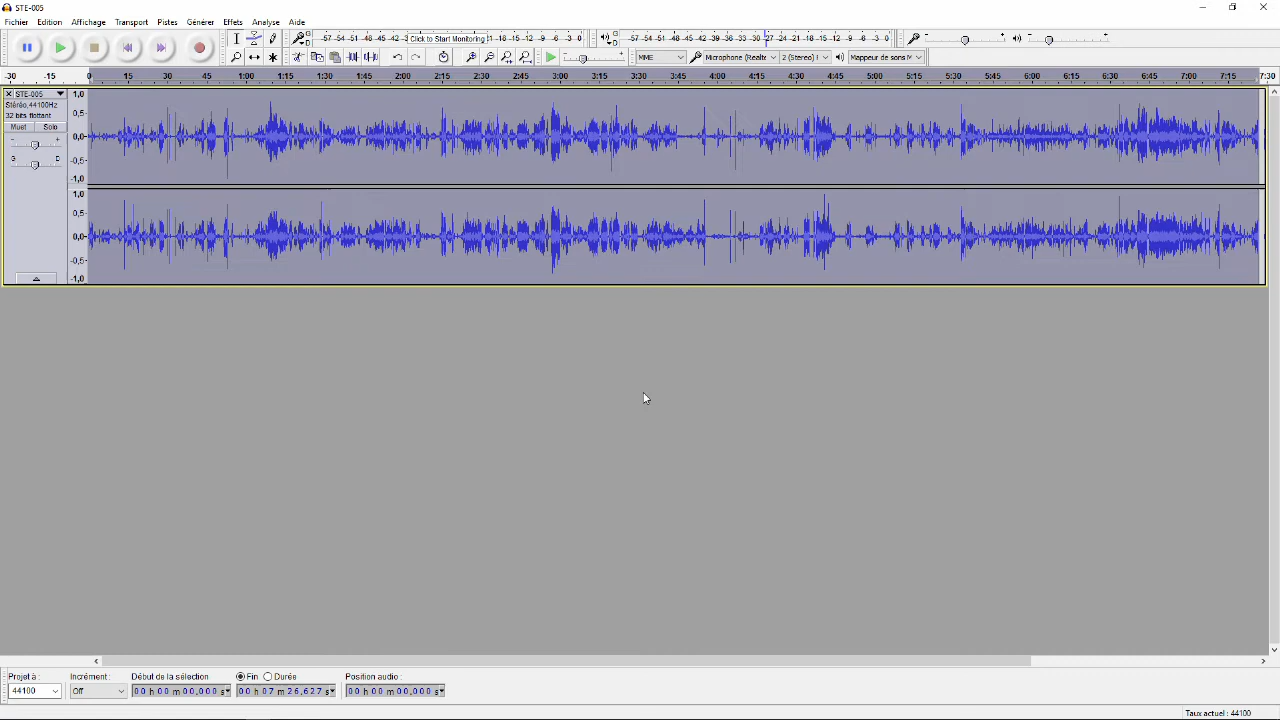 STE-005
Fichier Edition Affichage Transport Pistes Générer Effets Analyse Aide
-57 -54 -51 -48 -45 -42 -3 Click to Start Monitoring -18 -15 -12 -9 -6 -3 0
-57 -54 -51 -48 -45 -42 -39 -36 -33 -30 -27 -24 -21 -18 -15 -12 -9 -6 -3 0
MME Microphone (Realte 2 (Stereo) I Mappeur de sons M
-30 -15 0 15 30 45 1:00 1:15 1:30 1:45 2:00 2:15 2:30 2:45 3:00 3:15 3:30 3:45 4:00 4:15 4:30 4:45 5:00 5:15 5:30 5:45 6:00 6:15 6:30 6:45 7:00 7:15 7:30
STE-005
Stéréo,44100Hz
32 bits flottant
Muet Solo
- +
G D
1,0
0,5
0,0
-0,5
-1,0
1,0
0,5
0,0
-0,5
-1,0
Projet à : Incrément: Début de la sélection: Fin Durée Position audio :
44100 Off 00 h 00 m 00,000 s 00 h 07 m 26,627 s 00 h 00 m 00,000 s
Taux actuel : 44100